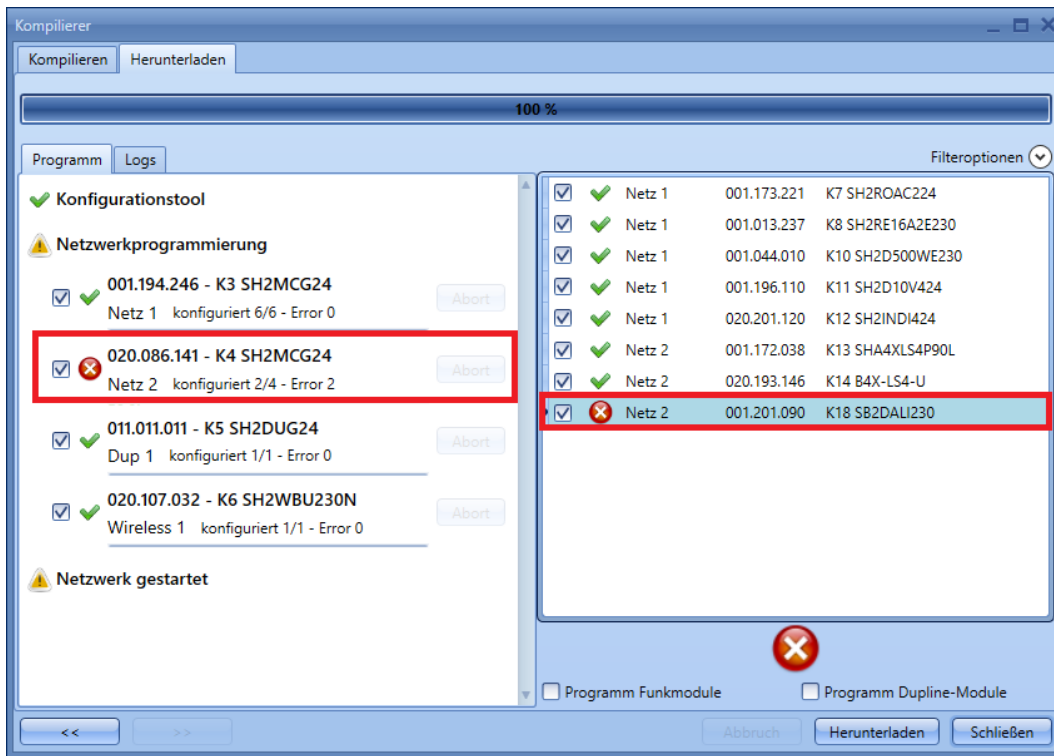 Kompilierer
Kompilieren Herunterladen
100 %
Programm Logs
Filteroptionen
Konfigurationstool
Netzwerkprogrammierung
001.194.246 - K3 SH2MCG24
Netz 1 konfiguriert 6/6 - Error 0
Abort
020.086.141 - K4 SH2MCG24
Netz 2 konfiguriert 2/4 - Error 2
Abort
011.011.011 - K5 SH2DUG24
Dup 1 konfiguriert 1/1 - Error 0
Abort
020.107.032 - K6 SH2WBU230N
Wireless 1 konfiguriert 1/1 - Error 0
Abort
Netzwerk gestartet
Netz 1 001.173.221 K7 SH2ROAC224
Netz 1 001.013.237 K8 SH2RE16A2E230
Netz 1 001.044.010 K10 SH2D500WE230
Netz 1 001.196.110 K11 SH2D10V424
Netz 1 020.201.120 K12 SH2INDI424
Netz 2 001.172.038 K13 SHA4XLS4P90L
Netz 2 020.193.146 K14 B4X-LS4-U
Netz 2 001.201.090 K18 SB2DALI230
Programm Funkmodule Programm Dupline-Module
<< >> Abbruch Herunterladen Schließen